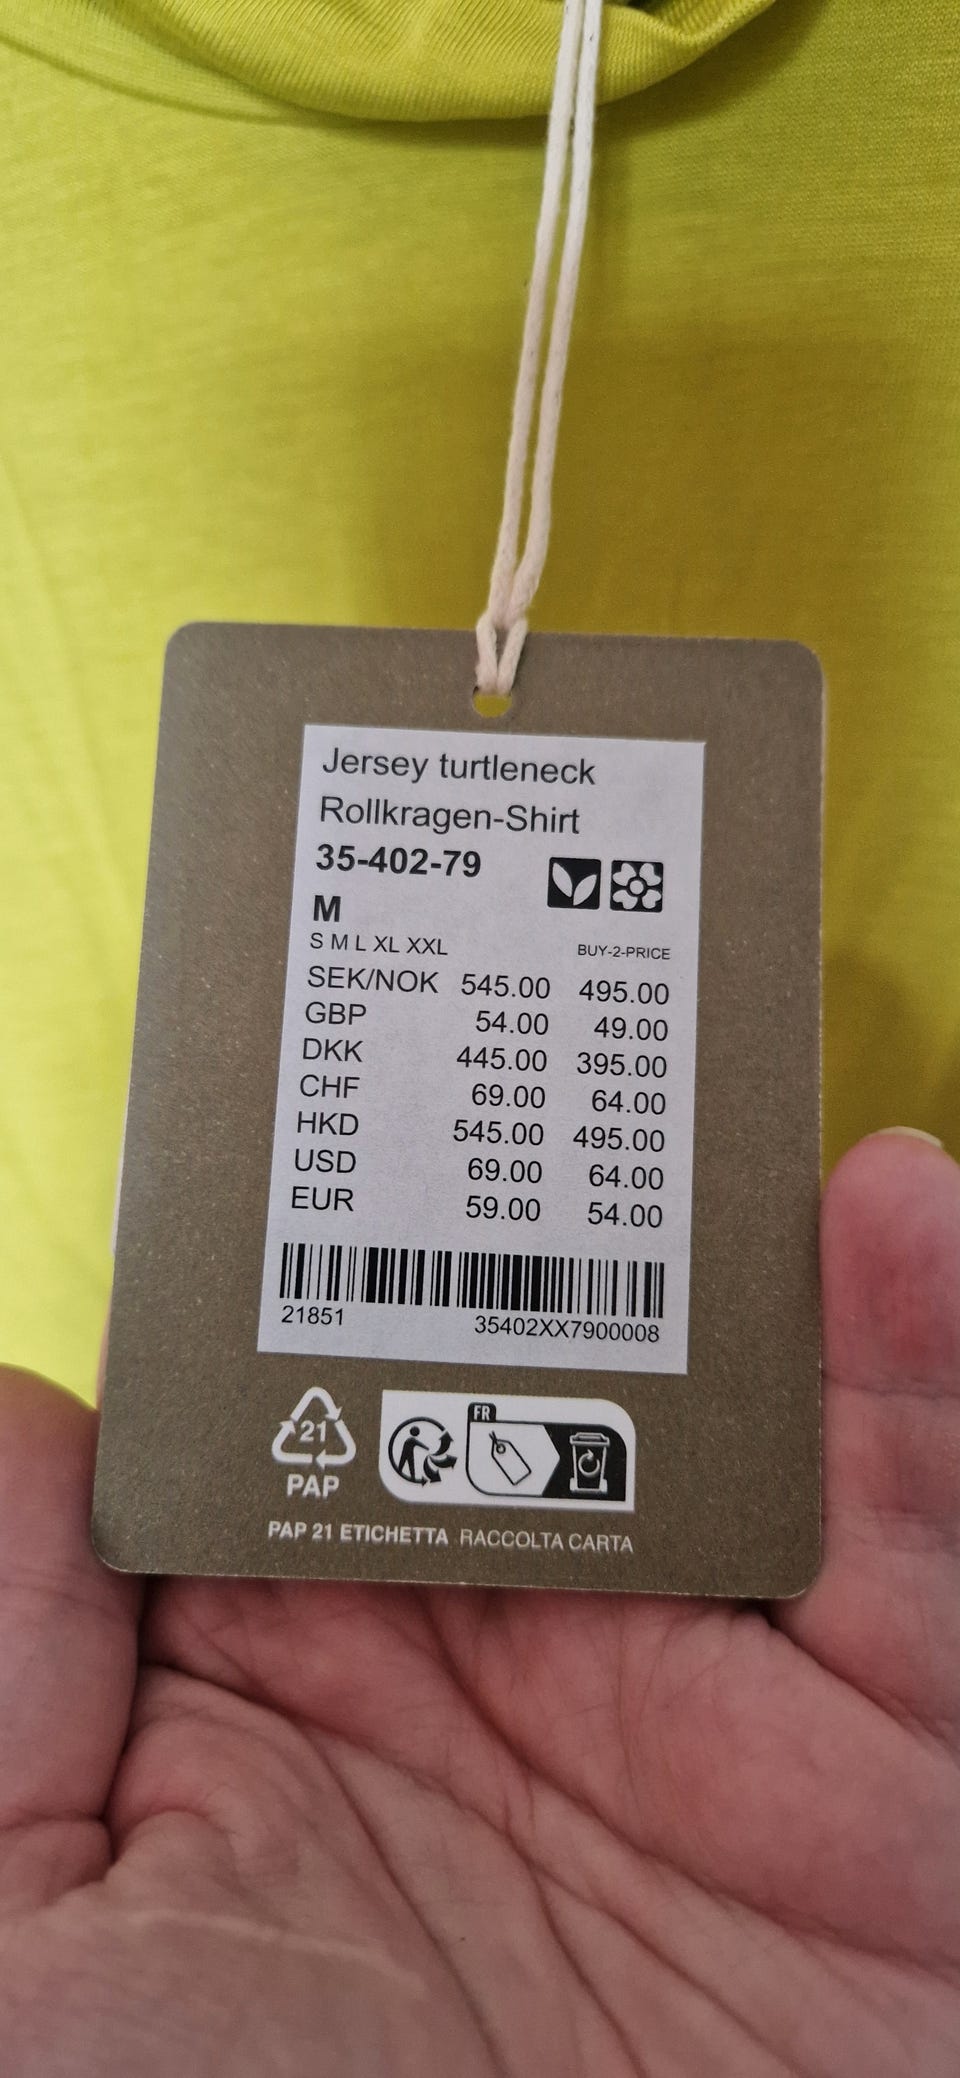 Jersey turtleneck
Rollkragen-Shirt
35-402-79
M
S M L XL XXL BUY-2-PRICE
SEK/NOK 545.00 495.00
GBP 54.00 49.00
DKK 445.00 395.00
CHF 69.00 64.00
HKD 545.00 495.00
USD 69.00 64.00
EUR 59.00 54.00
21851 35402XX7900008
FR
21
PAP
PAP 21 ETICHETTA RACCOLTA CARTA